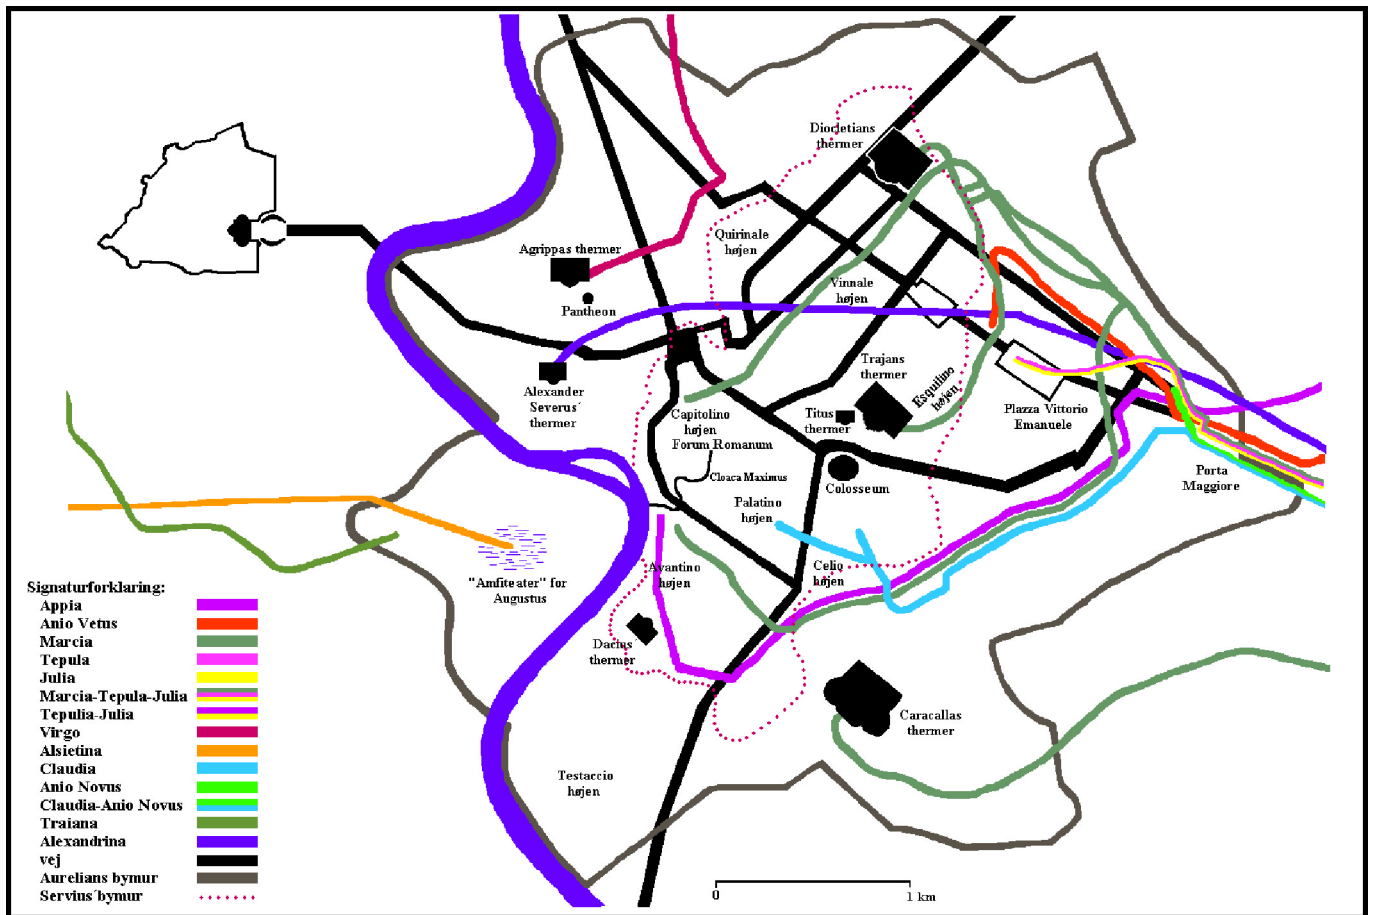 Diocletians
thermer
Quirinale
højen
Agrippas thermer
Pantheon
Vinnale
højen
Alexander
Severus´
thermer
Trajans
thermer
Esquilino
højen
Titus
thermer
Capitolino
højen
Forum Romanum
Plazza Vittorio
Emanuele
Cloaca Maximus
Colosseum
Porta
Maggiore
Palatino
højen
"Amfiteater" for
Augustus
Avantino
højen
Celio
højen
Dacius
thermer
Caracallas
thermer
Testaccio
højen
Signaturforklaring:
Appia
Anio Vetus
Marcia
Tepula
Julia
Marcia-Tepula-Julia
Tepulia-Julia
Virgo
Alsietina
Claudia
Anio Novus
Claudia-Anio Novus
Traiana
Alexandrina
vej
Aurelians bymur
Servius´bymur
0 1 km